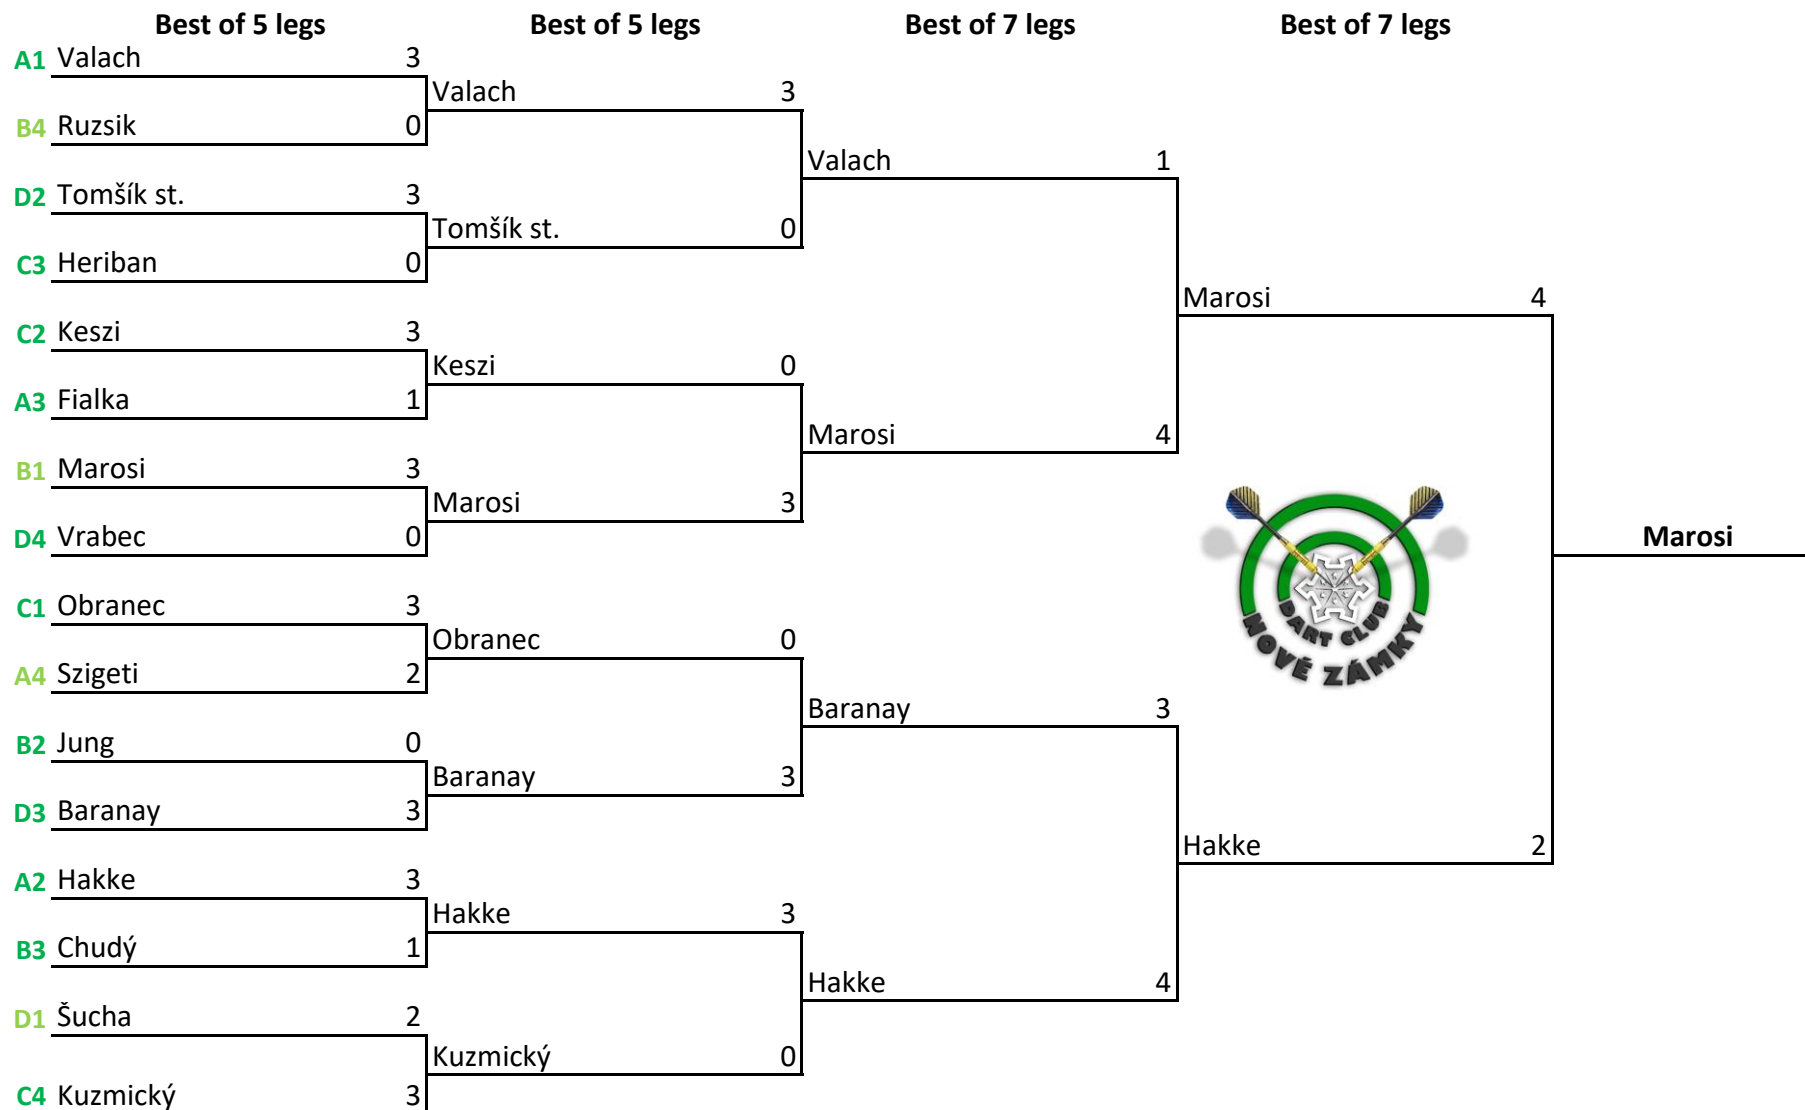 Best of 5 legs Best of 5 legs Best of 7 legs Best of 7 legs
A1 Valach 3
Valach 3
B4 Ruzsik 0
Valach 1
D2 Tomšík st. 3
Tomšík st. 0
C3 Heriban 0
Marosi 4
C2 Keszi 3
Keszi 0
A3 Fialka 1
Marosi 4
B1 Marosi 3
Marosi 3
D4 Vrabec 0
Marosi
C1 Obranec 3
DART CLUB
NOVÉ ZÁMKY
Obranec 0
A4 Szigeti 2
Baranay 3
B2 Jung 0
Baranay 3
D3 Baranay 3
Hakke 2
A2 Hakke 3
Hakke 3
B3 Chudý 1
Hakke 4
D1 Šucha 2
Kuzmický 0
C4 Kuzmický 3